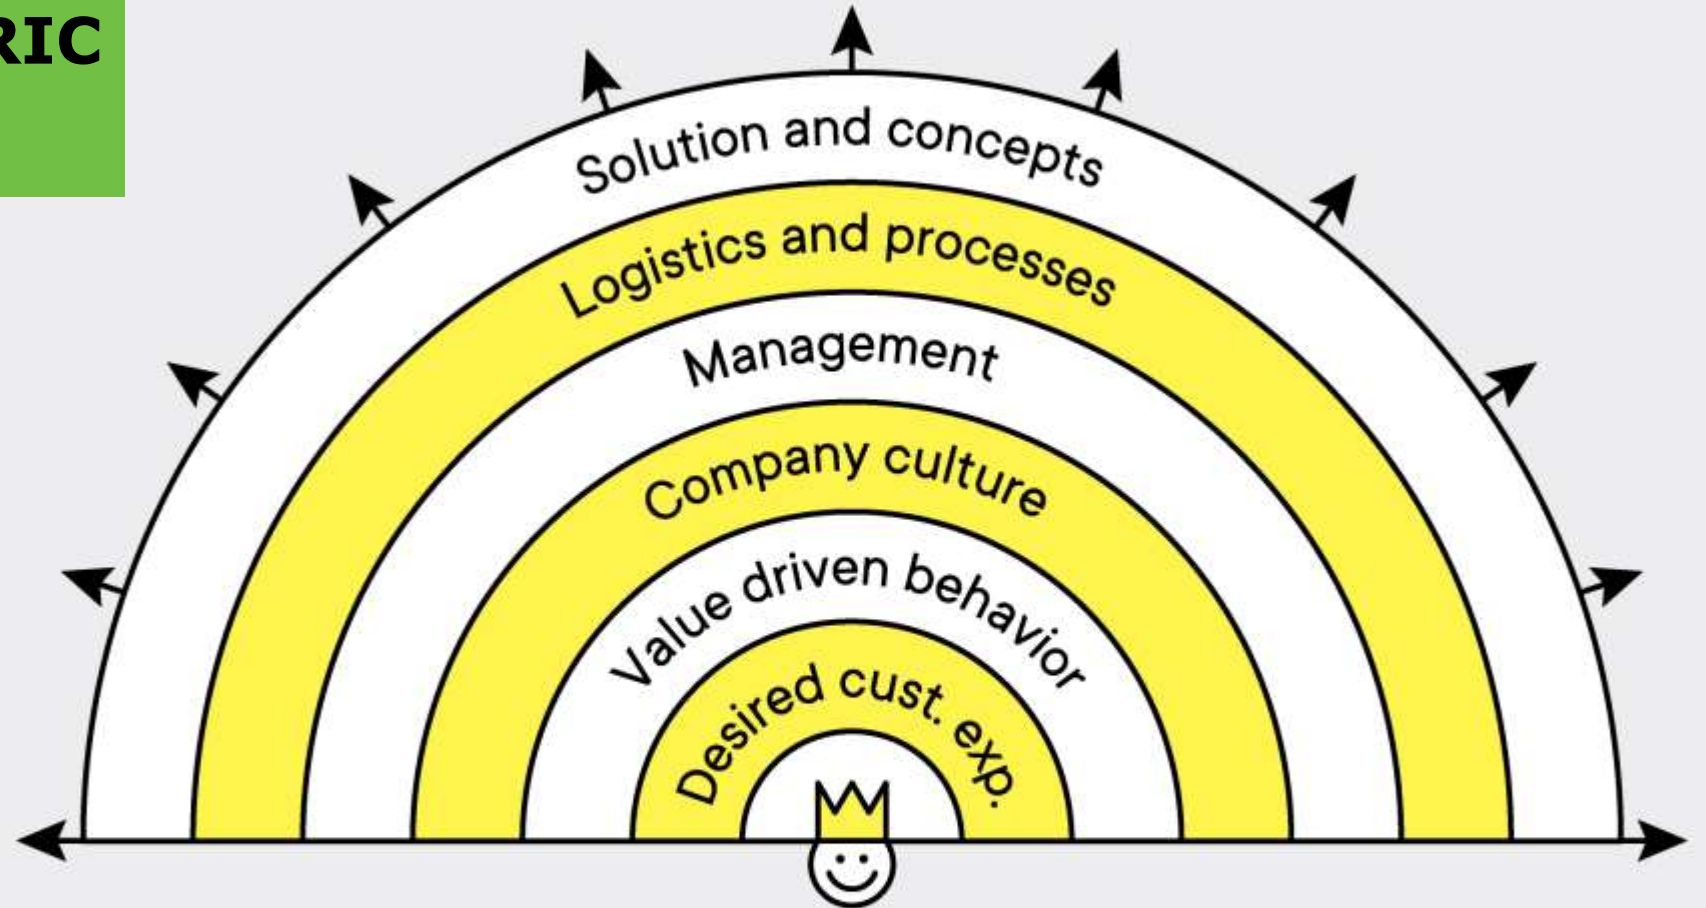 RIC
Solution and concepts
Logistics and processes
Management
Company culture
Value driven behavior
Desired cust. exp.